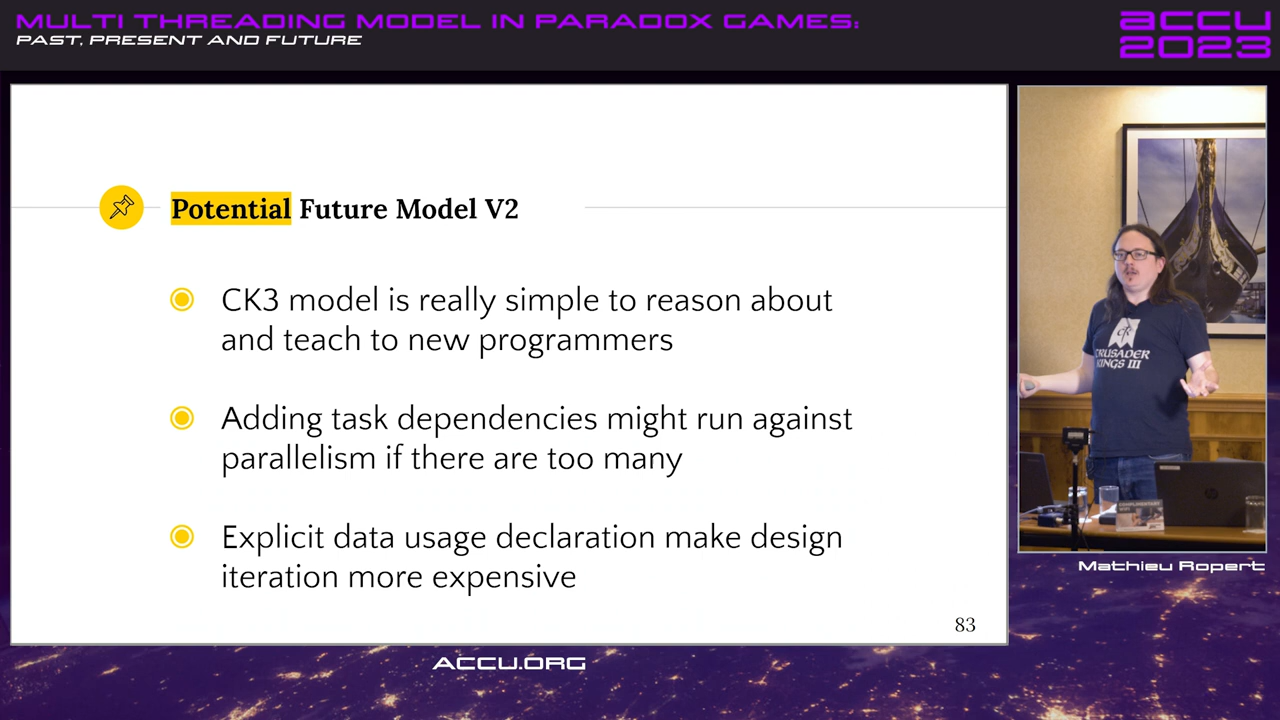 MULTI THREADING MODEL IN PARADOX GAMES:
PAST, PRESENT AND FUTURE
ACCU
2023
Potential Future Model V2
CK3 model is really simple to reason about
and teach to new programmers
Adding task dependencies might run against
parallelism if there are too many
Explicit data usage declaration make design
iteration more expensive
83
CRUSADER
KINGS III
Mathieu Ropert
ACCU.ORG